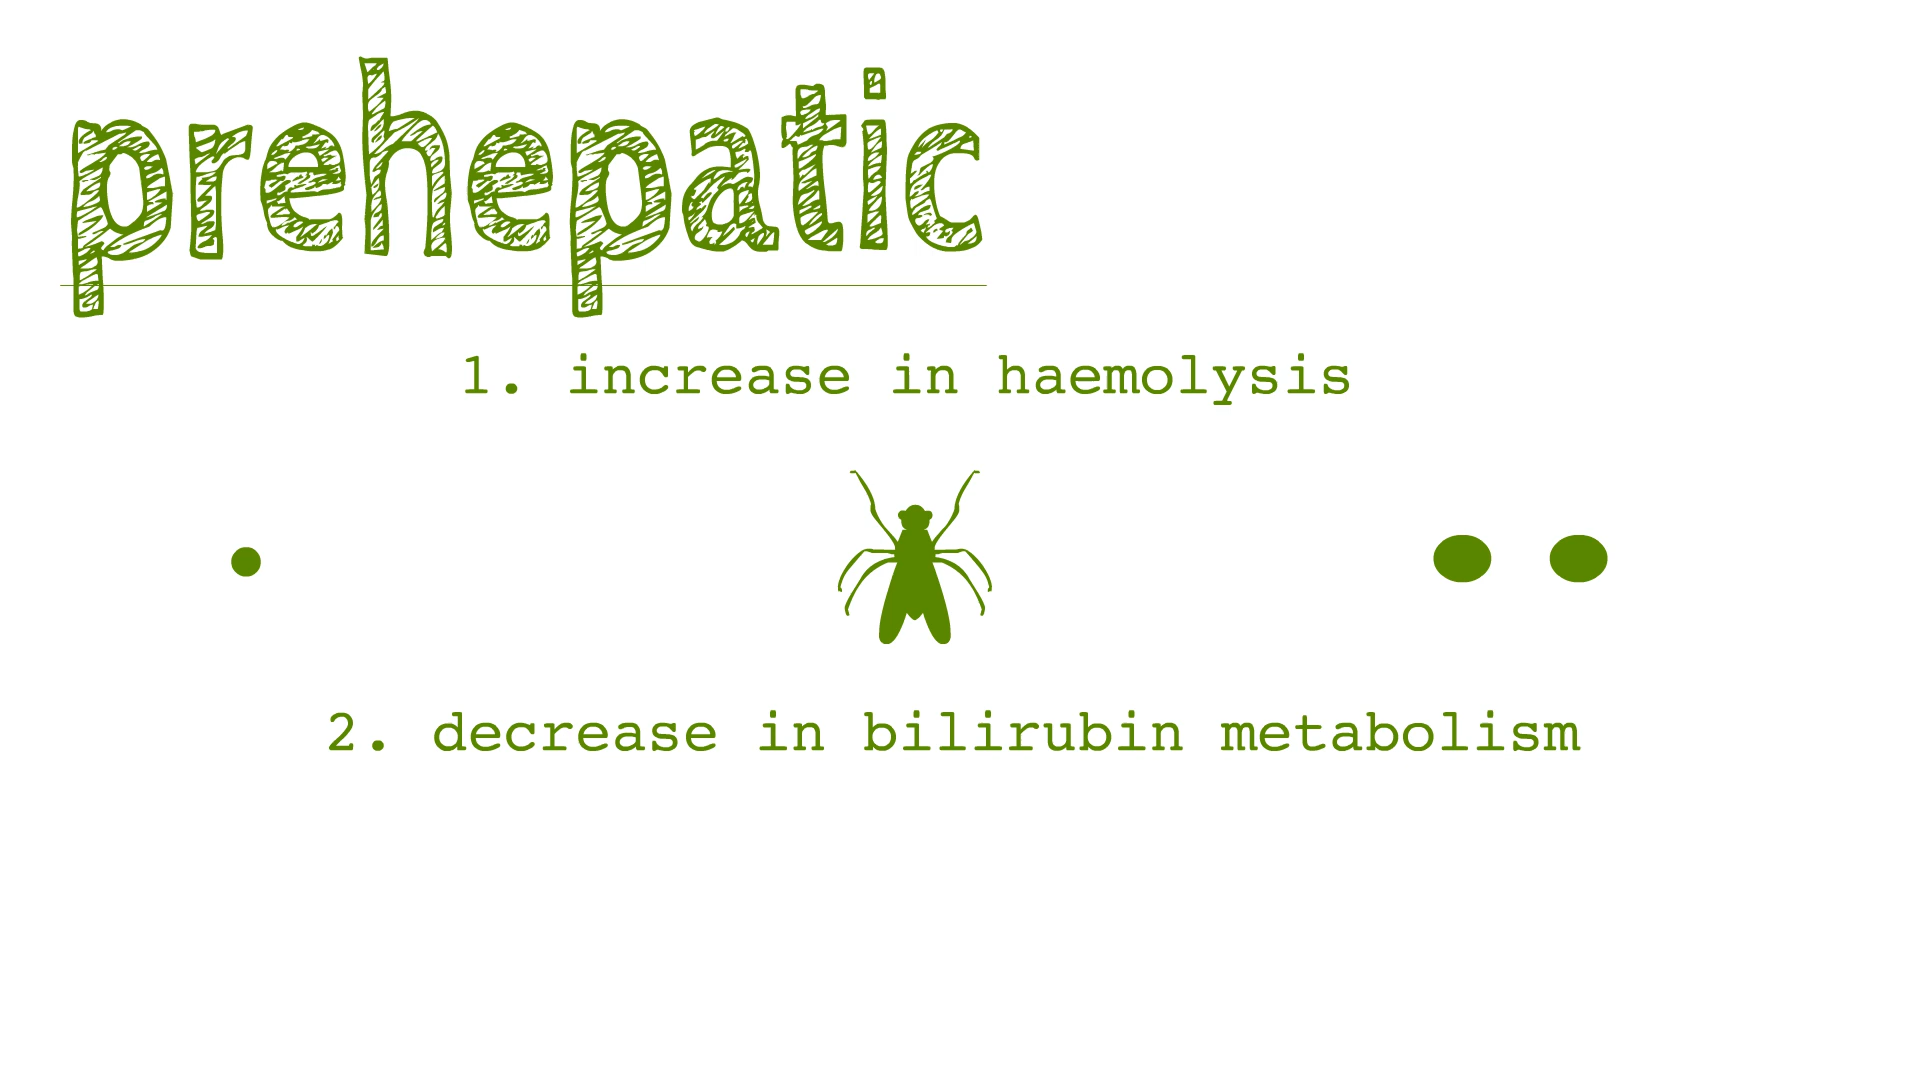 prehepatic
1. increase in haemolysis
2. decrease in bilirubin metabolism